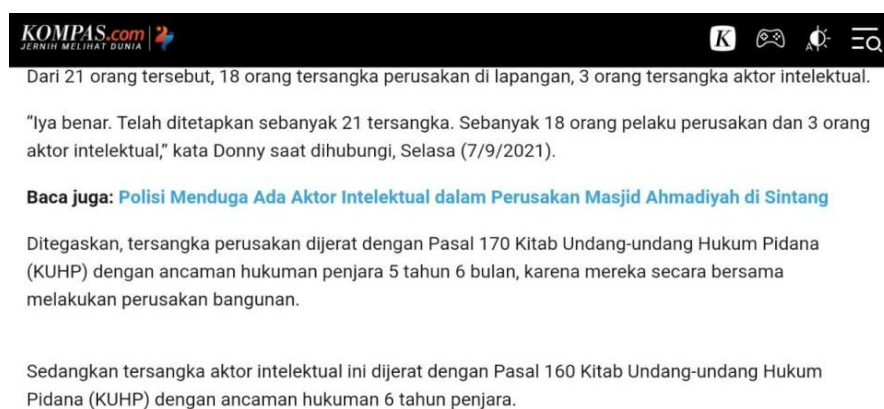 KOMPAS.com
JERNIH MELIHAT DUNIA
K
A
Dari 21 orang tersebut, 18 orang tersangka perusakan di lapangan, 3 orang tersangka aktor intelektual.
“Iya benar. Telah ditetapkan sebanyak 21 tersangka. Sebanyak 18 orang pelaku perusakan dan 3 orang
aktor intelektual,” kata Donny saat dihubungi, Selasa (7/9/2021).
Baca juga: Polisi Menduga Ada Aktor Intelektual dalam Perusakan Masjid Ahmadiyah di Sintang
Ditegaskan, tersangka perusakan dijerat dengan Pasal 170 Kitab Undang-undang Hukum Pidana
(KUHP) dengan ancaman hukuman penjara 5 tahun 6 bulan, karena mereka secara bersama
melakukan perusakan bangunan.
Sedangkan tersangka aktor intelektual ini dijerat dengan Pasal 160 Kitab Undang-undang Hukum
Pidana (KUHP) dengan ancaman hukuman 6 tahun penjara.